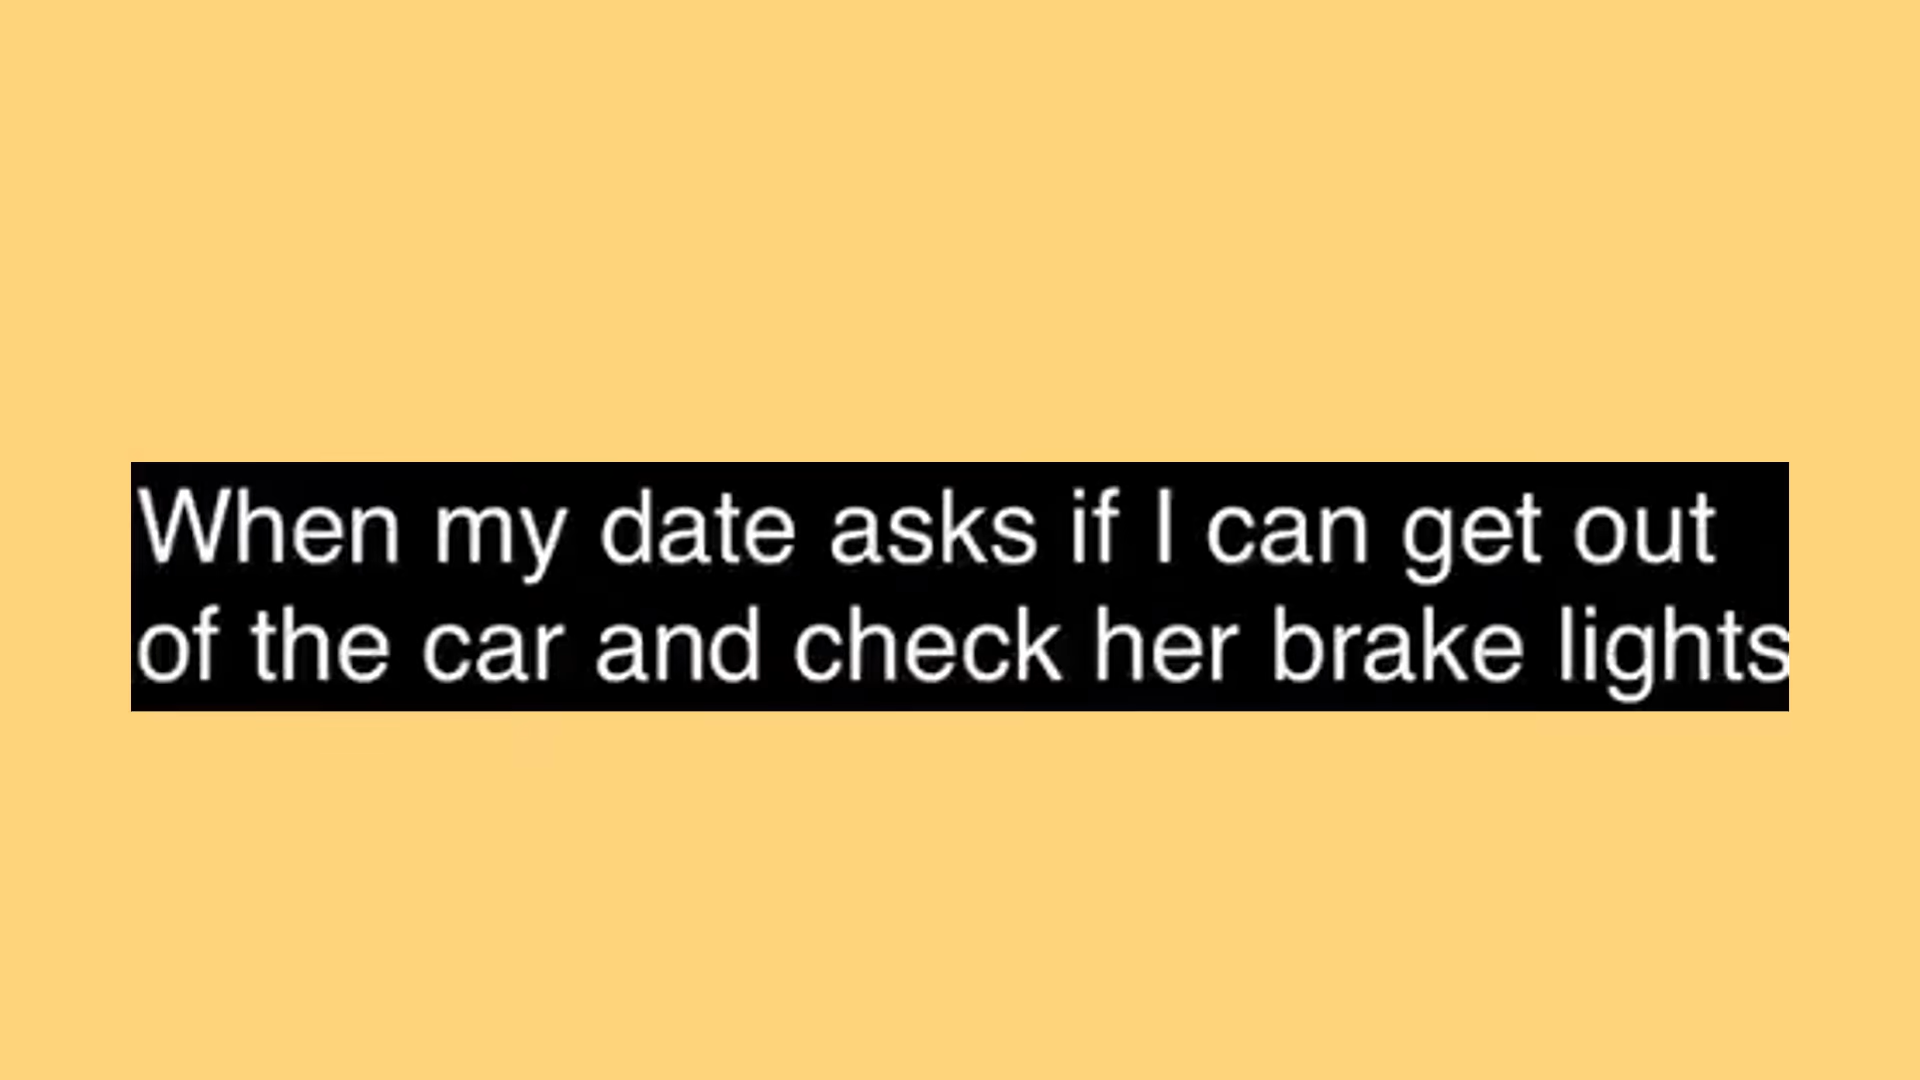 When my date asks if I can get out
of the car and check her brake lights